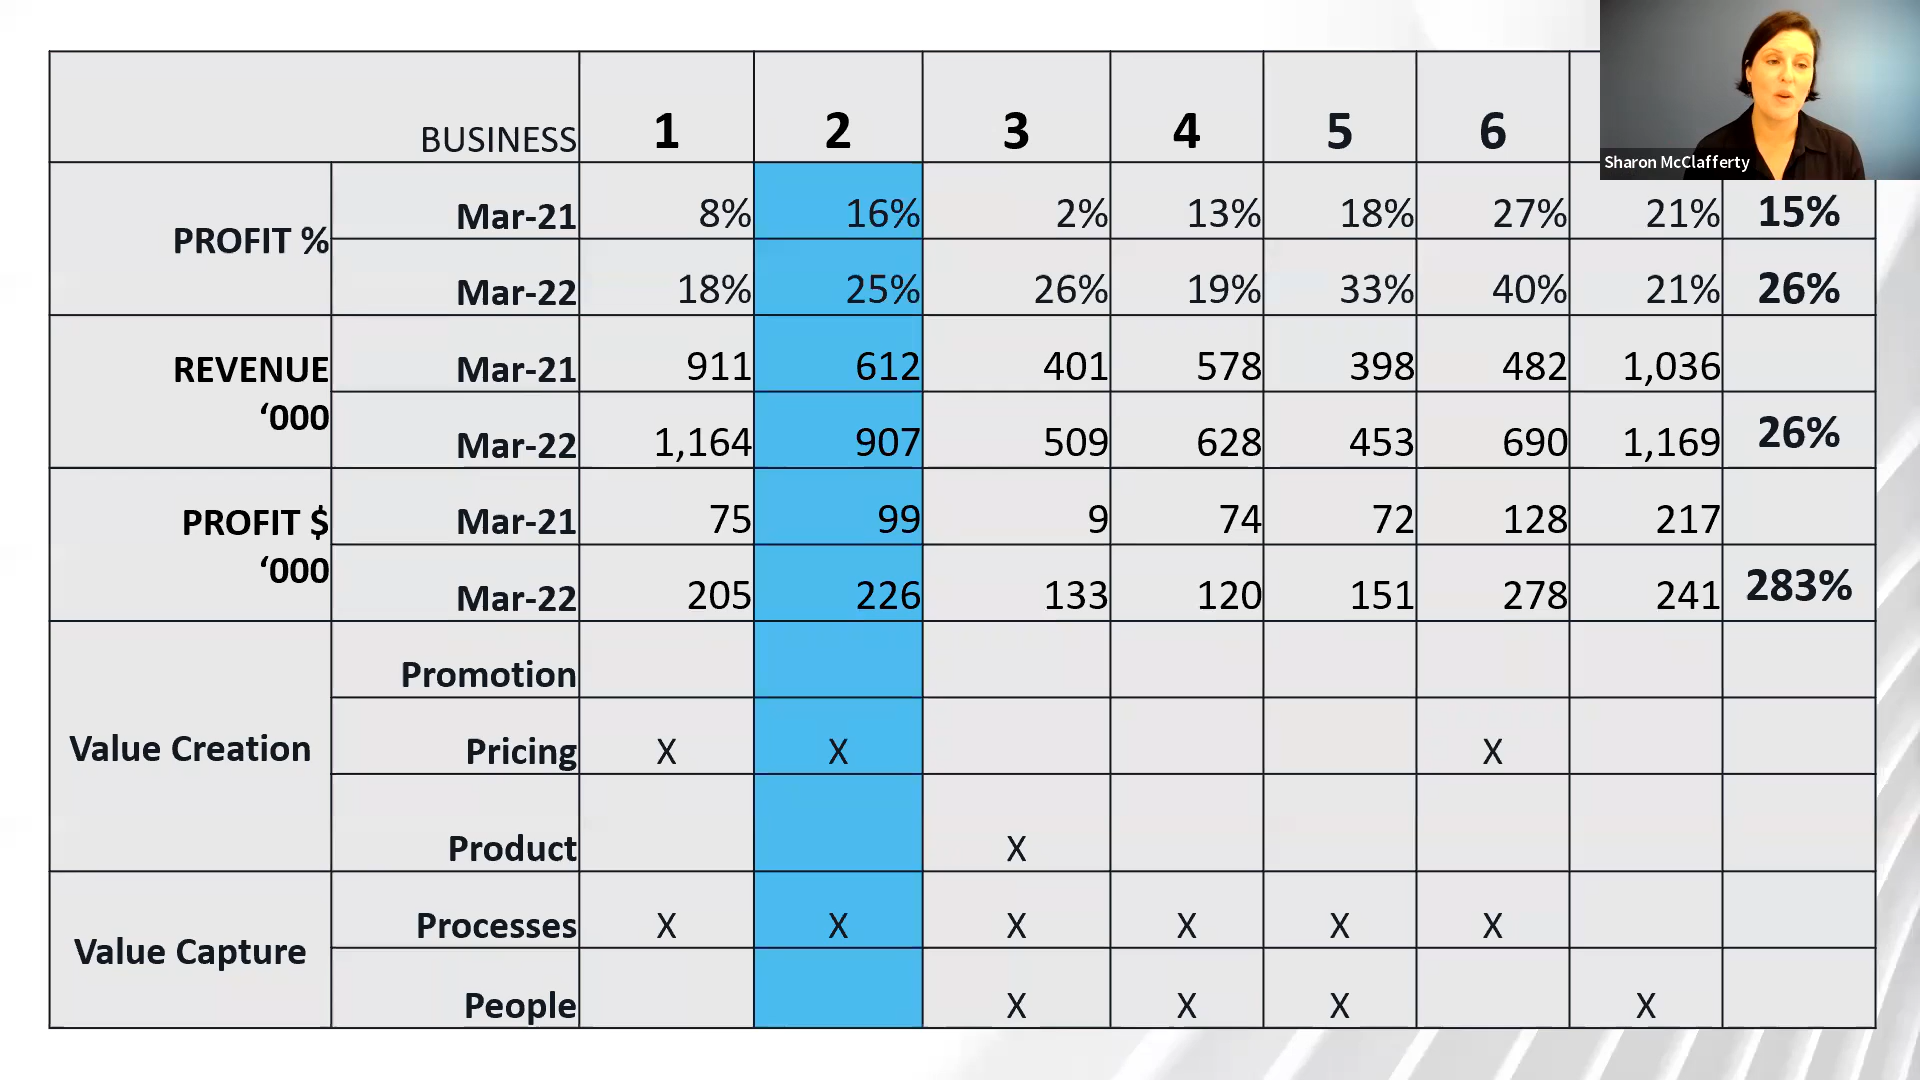 BUSINESS 1 2 3 4 5 6
Sharon McClafferty
PROFIT % Mar-21 8% 16% 2% 13% 18% 27% 21% 15%
Mar-22 18% 25% 26% 19% 33% 40% 21% 26%
REVENUE Mar-21 911 612 401 578 398 482 1,036
‘000 Mar-22 1,164 907 509 628 453 690 1,169 26%
PROFIT $ Mar-21 75 99 9 74 72 128 217
‘000 Mar-22 205 226 133 120 151 278 241 283%
Promotion
Value Creation Pricing X X X
Product X
Processes X X X X X X
Value Capture
People X X X X